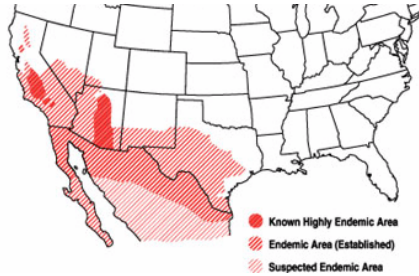 Known Highly Endemic Area
Endemic Area (Established)
Suspected Endemic Area